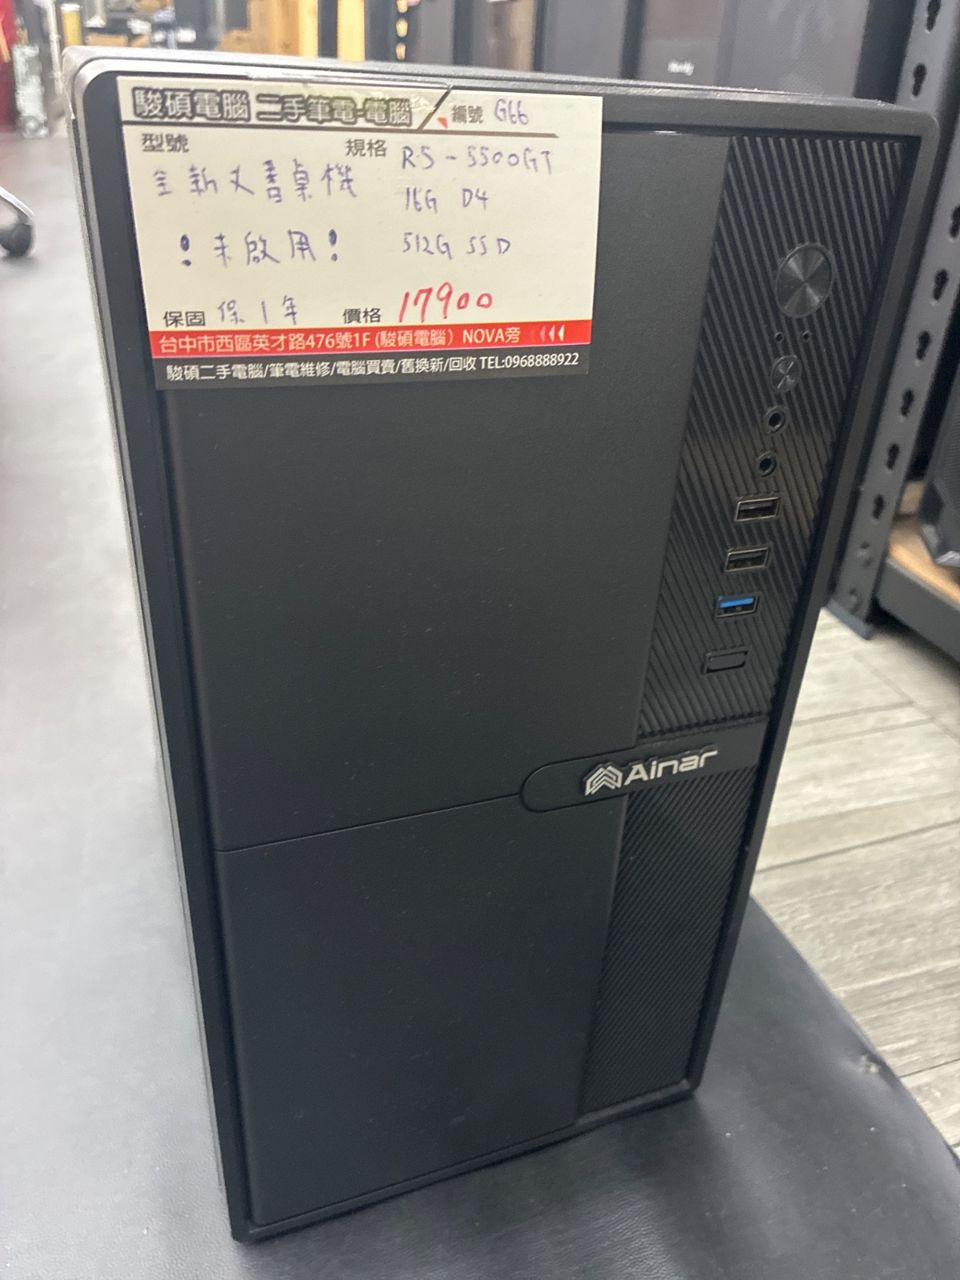 駿碩電腦 二手筆電-電腦 編號 G66
型號 規格 R5-5500GT
全新文書桌機 16G D4
!未啟用! 512G SSD
保固 保1年 價格 17900
台中市西區英才路476號1F (駿碩電腦) NOVA旁
駿碩二手電腦/筆電維修/電腦買賣/舊換新/回收 TEL:0968888922
Ainar